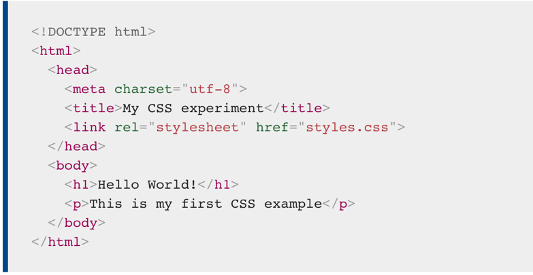 <!DOCTYPE html>
<html>
  <head>
    <meta charset="utf-8">
    <title>My CSS experiment</title>
    <link rel="stylesheet" href="styles.css">
  </head>
  <body>
    <h1>Hello World!</h1>
    <p>This is my first CSS example</p>
  </body>
</html>